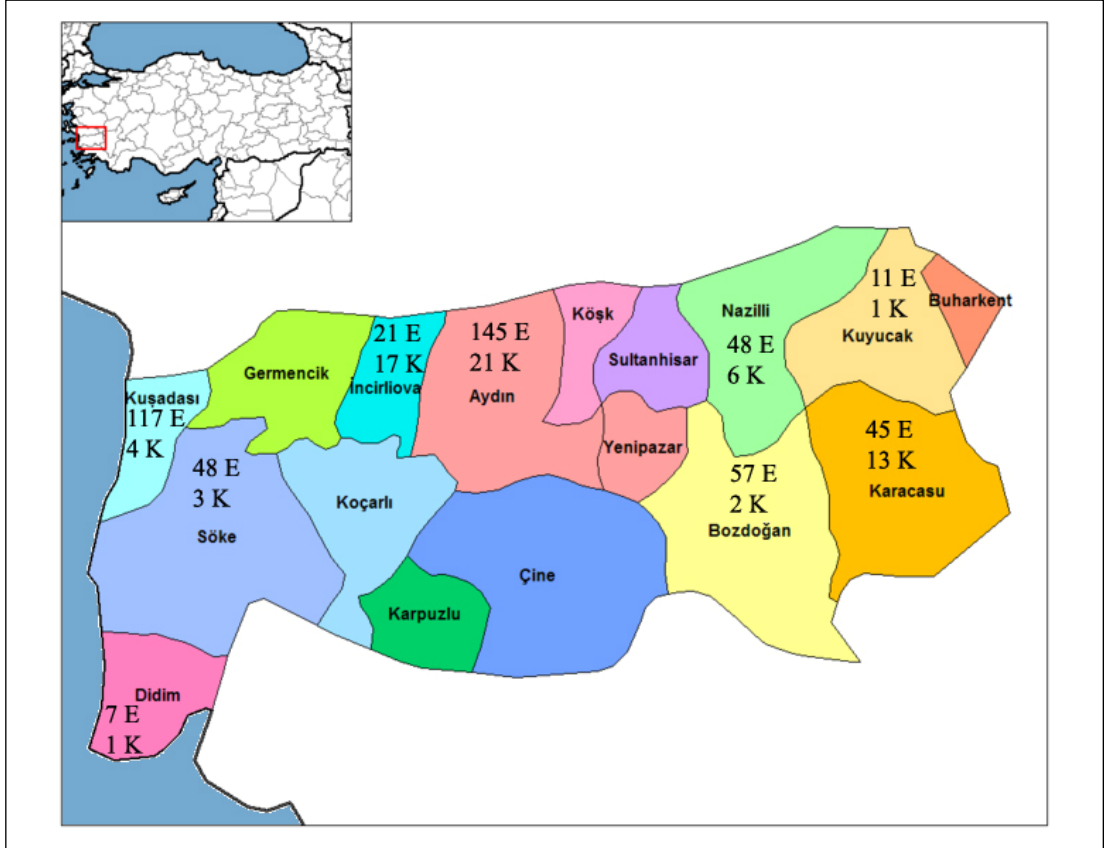 11 E
1 K
Kuyucak
Buharkent
Köşk
Nazilli
48 E
6 K
21 E
17 K
İncirliova
145 E
21 K
Aydın
Sultanhisar
Germencik
Kuşadası
117 E
4 K
48 E
3 K
Söke
Koçarlı
Yenipazar
57 E
2 K
Bozdoğan
45 E
13 K
Karacasu
Çine
Karpuzlu
Didim
7 E
1 K